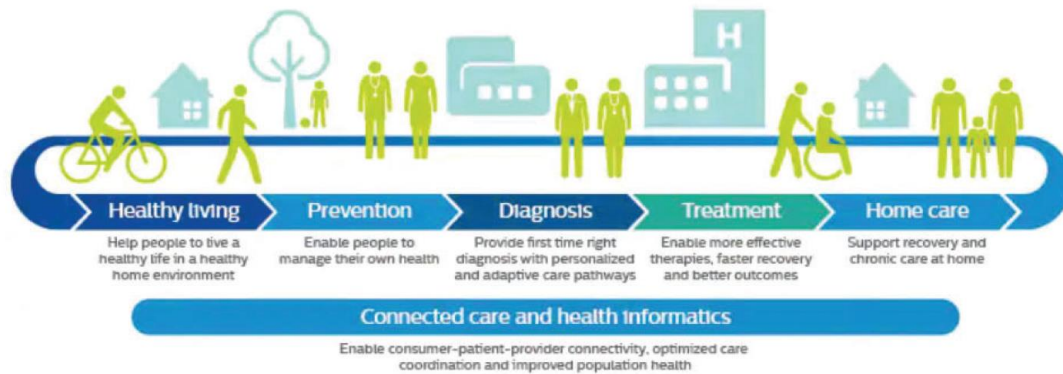 H
Healthy living
Prevention
Diagnosis
Treatment
Home care
Help people to live a
healthy life in a healthy
home environment
Enable people to
manage their own health
Provide first time right
diagnosis with personalized
and adaptive care pathways
Enable more effective
therapies, faster recovery
and better outcomes
Support recovery and
chronic care at home
Connected care and health informatics
Enable consumer-patient-provider connectivity, optimized care
coordination and improved population health